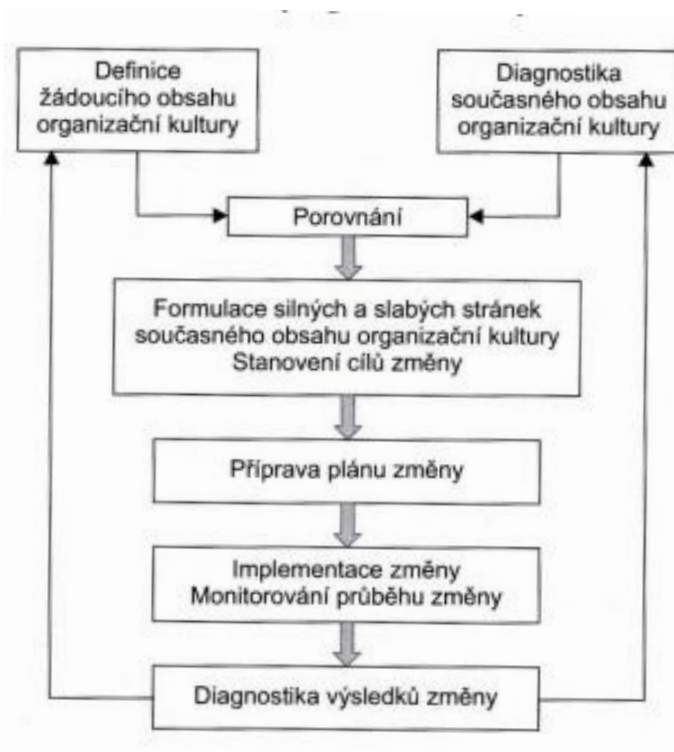 Definice
žádoucího obsahu
organizační kultury
Diagnostika
současného obsahu
organizační kultury
Porovnání
Formulace silných a slabých stránek
současného obsahu organizační kultury
Stanovení cílů změny
Příprava plánu změny
Implementace změny
Monitorování průběhu změny
Diagnostika výsledků změny